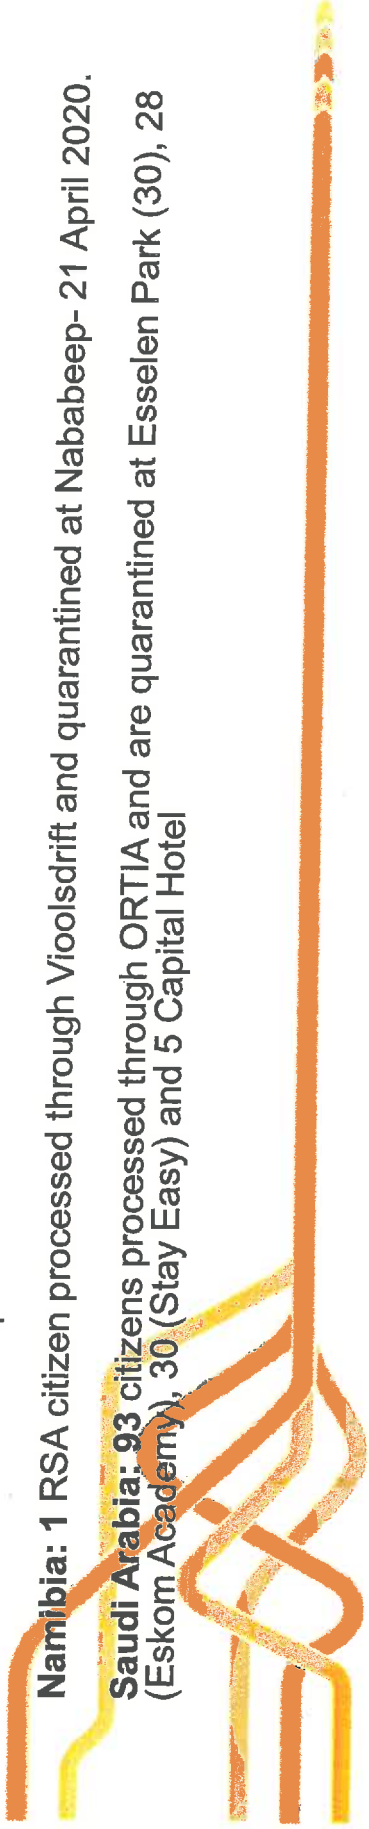 Namibia: 1 RSA citizen processed through Vioolsdrift and quarantined at Nababeep- 21 April 2020.
Saudi Arabia: 93 citizens processed through ORTIA and are quarantined at Esselen Park (30), 28
(Eskom Academy), 30 (Stay Easy) and 5 Capital Hotel